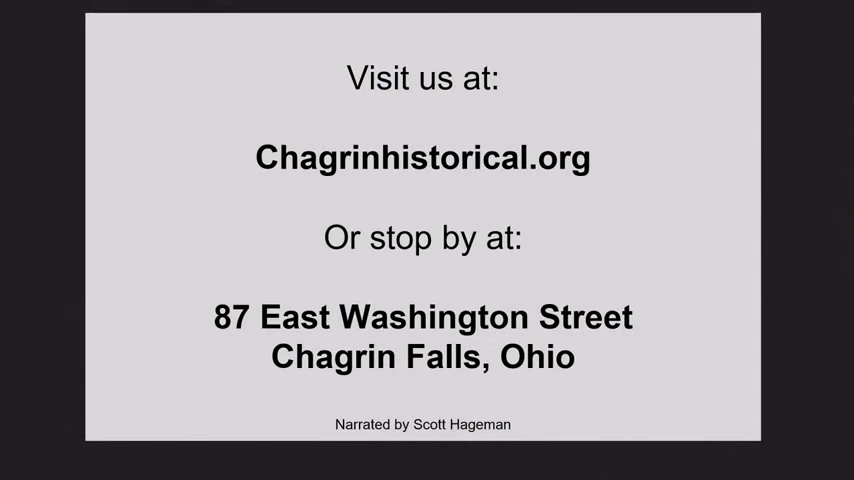 Visit us at:
Chagrinhistorical.org
Or stop by at:
87 East Washington Street
Chagrin Falls, Ohio
Narrated by Scott Hageman